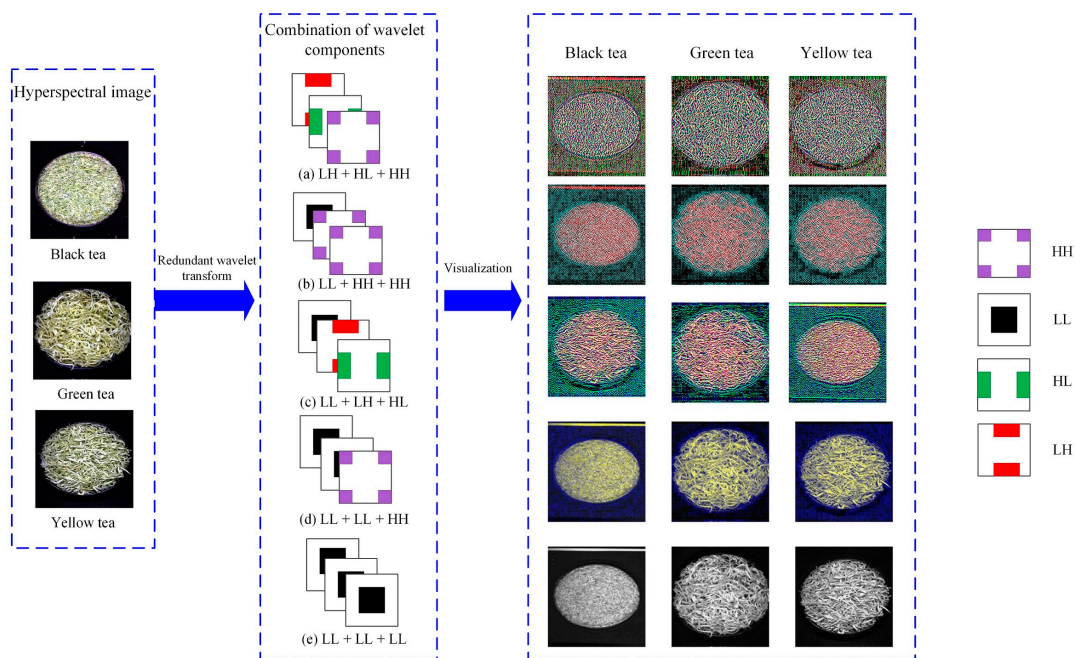 Hyperspectral image
Black tea
Green tea
Yellow tea
Redundant wavelet
transform
Combination of wavelet
components
(a) LH + HL + HH
(b) LL + HH + HH
(c) LL + LH + HL
(d) LL + LL + HH
(e) LL + LL + LL
Visualization
Black tea
Green tea
Yellow tea
HH
LL
HL
LH